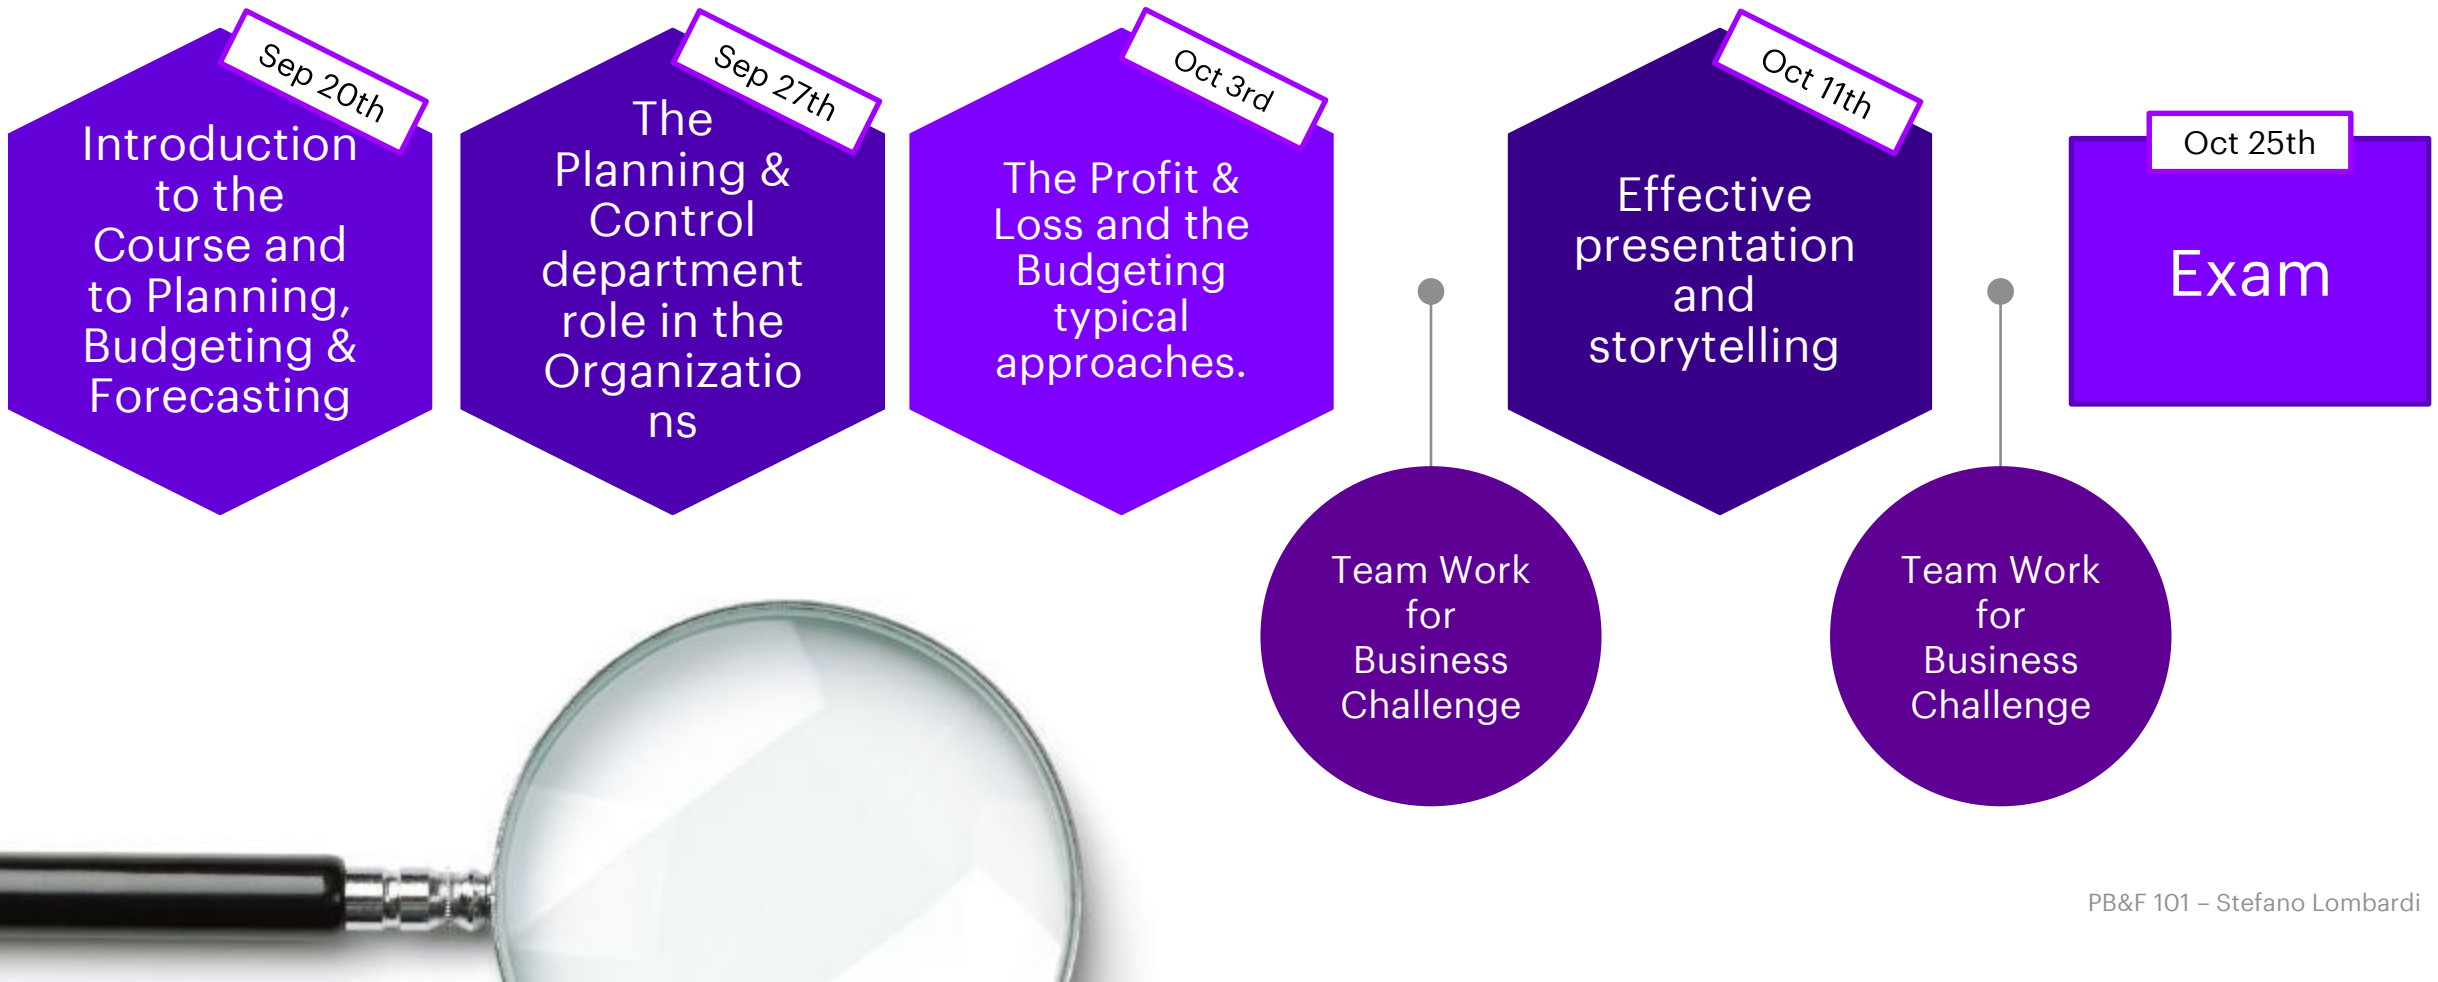 Sep 20th
Introduction
to the
Course and
to Planning,
Budgeting &
Forecasting
Sep 27th
The
Planning &
Control
department
role in the
Organizatio
ns
Oct 3rd
The Profit &
Loss and the
Budgeting
typical
approaches.
Team Work
for
Business
Challenge
Oct 11th
Effective
presentation
and
storytelling
Team Work
for
Business
Challenge
Oct 25th
Exam
PB&F 101 – Stefano Lombardi